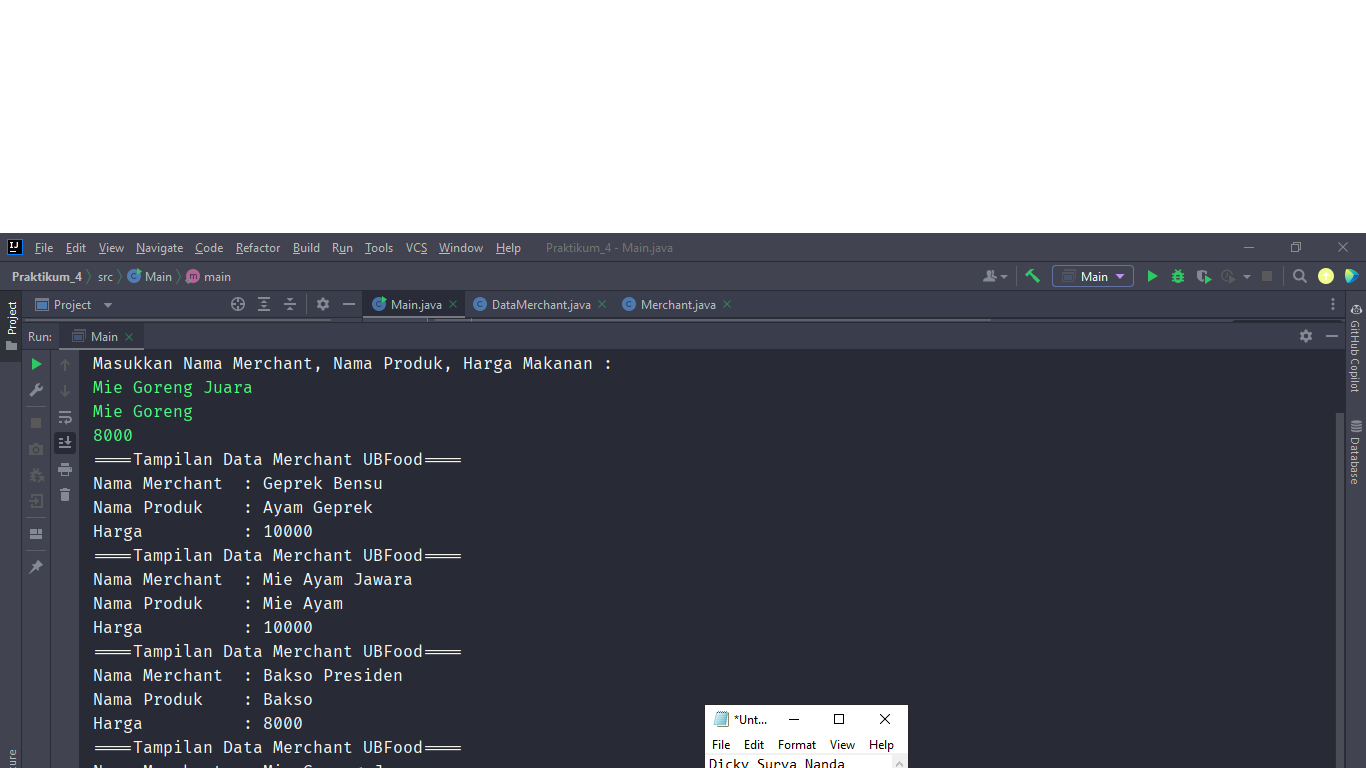 File Edit View Navigate Code Refactor Build Run Tools VCS Window Help Praktikum_4 - Main.java
Praktikum_4 src Main main Main
Project Main.java DataMerchant.java Merchant.java
Project
Run: Main
GitHub Copilot
Database
Masukkan Nama Merchant, Nama Produk, Harga Makanan :
Mie Goreng Juara
Mie Goreng
8000
====Tampilan Data Merchant UBFood====
Nama Merchant : Geprek Bensu
Nama Produk : Ayam Geprek
Harga : 10000
====Tampilan Data Merchant UBFood====
Nama Merchant : Mie Ayam Jawara
Nama Produk : Mie Ayam
Harga : 10000
====Tampilan Data Merchant UBFood====
Nama Merchant : Bakso Presiden
Nama Produk : Bakso
Harga : 8000
====Tampilan Data Merchant UBFood====
*Unt...
File Edit Format View Help
Dicky Surya Nanda